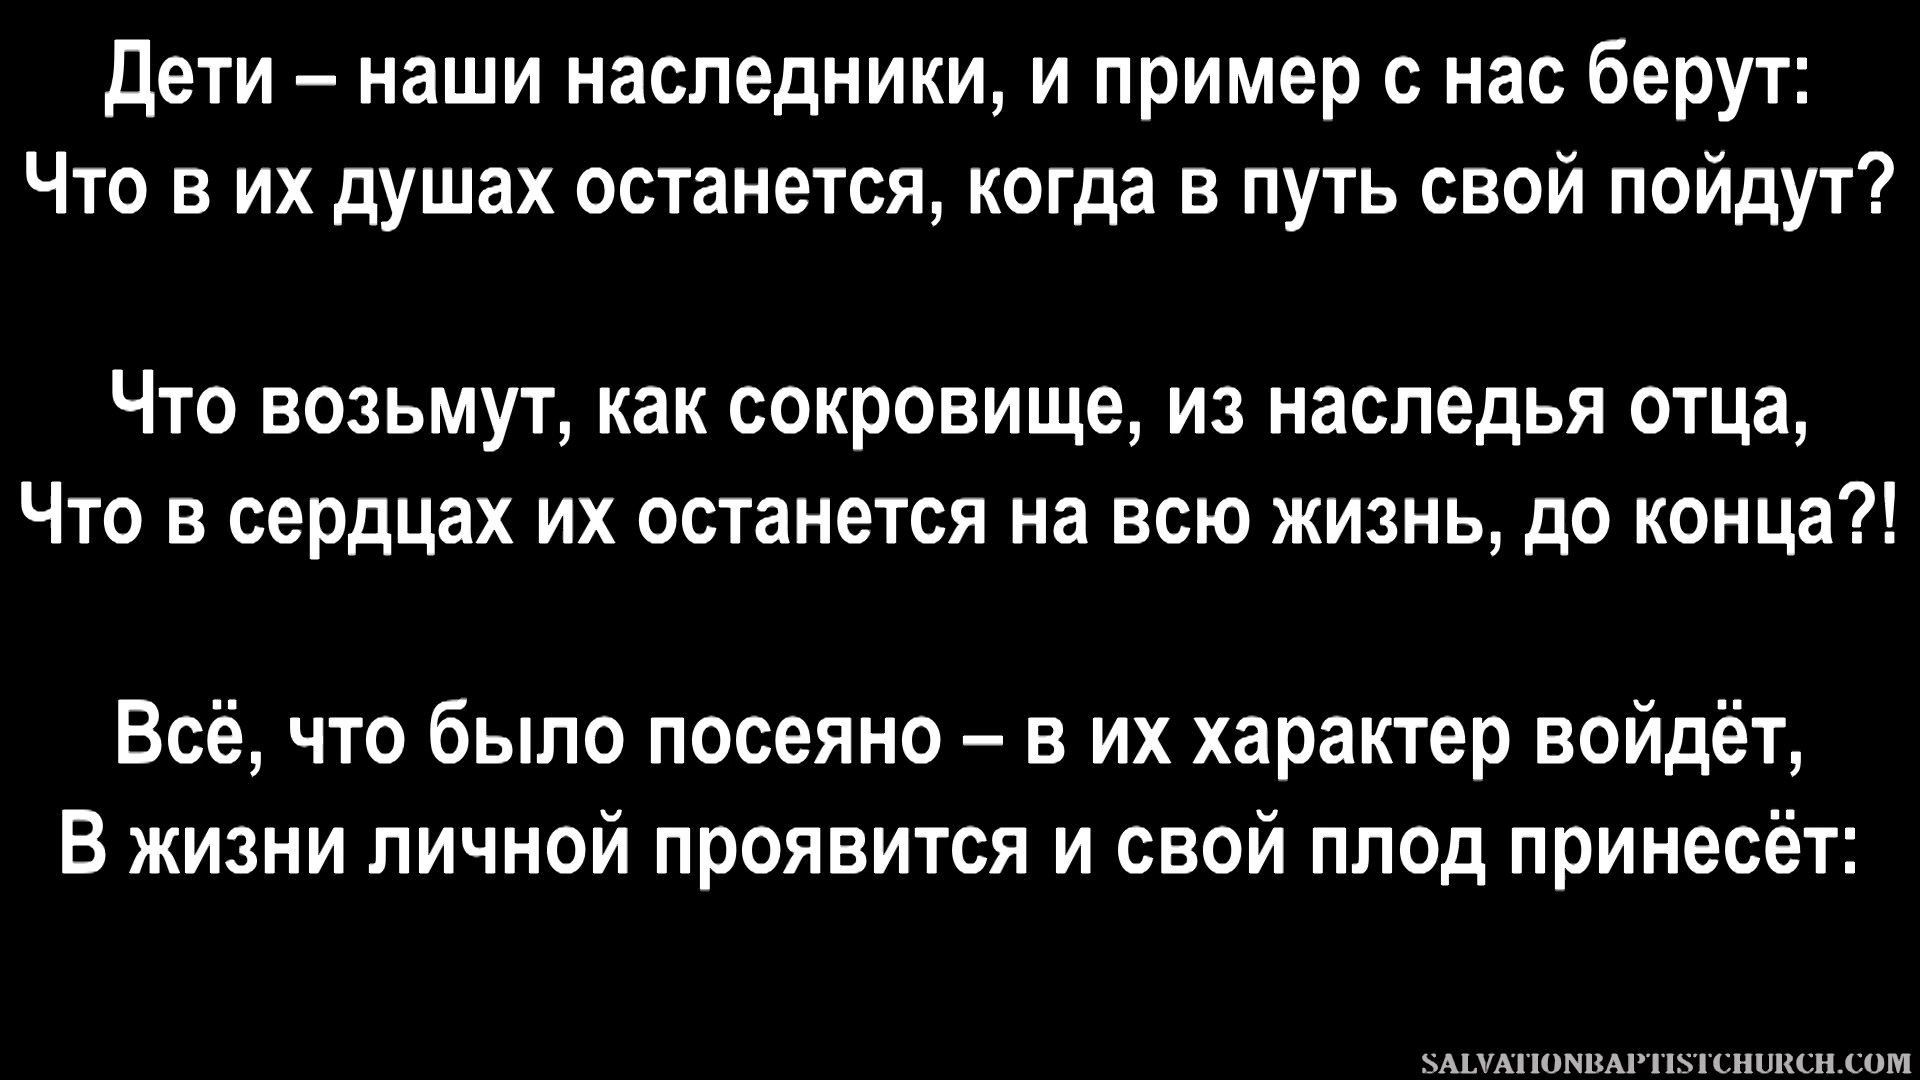 Дети – наши наследники, и пример с нас берут:
Что в их душах останется, когда в путь свой пойдут?
Что возьмут, как сокровище, из наследья отца,
Что в сердцах их останется на всю жизнь, до конца?!
Всё, что было посеяно – в их характер войдёт,
В жизни личной проявится и свой плод принесёт:
SALVATIONBAPTISTCHURCH.COM